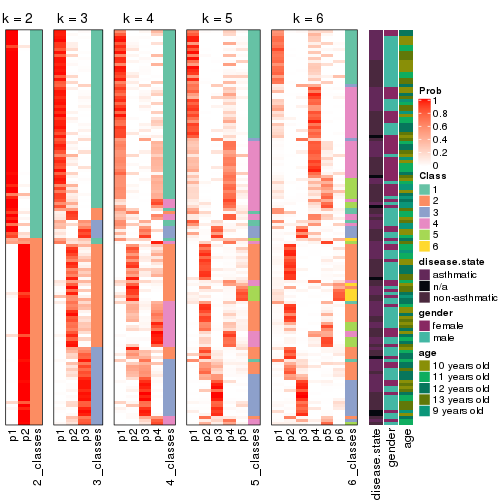 k = 2
k = 3
k = 4
k = 5
k = 6
p1
p2
2_classes
p1
p2
p3
3_classes
p1
p2
p3
p4
4_classes
p1
p2
p3
p4
p5
5_classes
p1
p2
p3
p4
p5
p6
6_classes
disease.state
gender
age
Prob
1
0.8
0.6
0.4
0.2
0
Class
1
2
3
4
5
6
disease.state
asthmatic
n/a
non-asthmatic
gender
female
male
age
10 years old
11 years old
12 years old
13 years old
9 years old